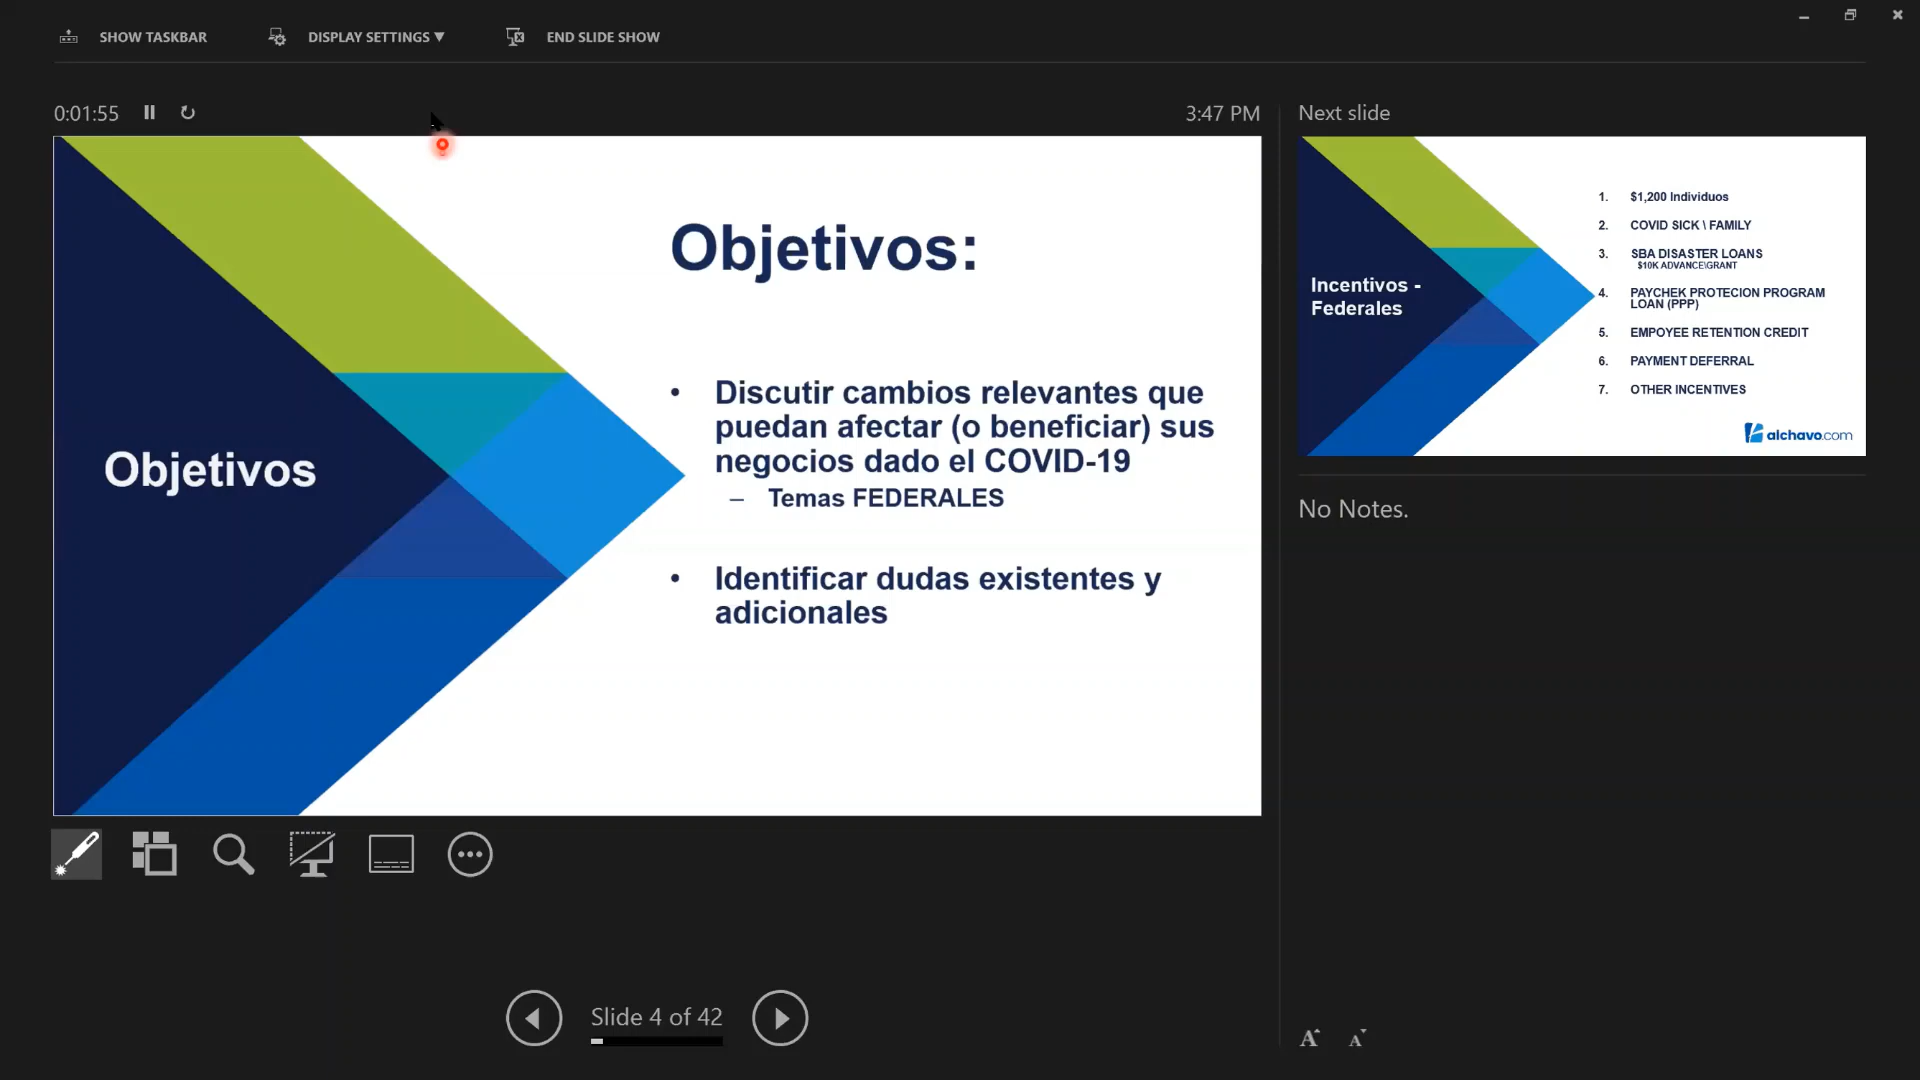 SHOW TASKBAR
DISPLAY SETTINGS ▼
END SLIDE SHOW
0:01:55
3:47 PM
Objetivos
Objetivos:
• Discutir cambios relevantes que
puedan afectar (o beneficiar) sus
negocios dado el COVID-19
– Temas FEDERALES
• Identificar dudas existentes y
adicionales
Slide 4 of 42
Next slide
Incentivos -
Federales
1. $1,200 Individuos
2. COVID SICK \ FAMILY
3. SBA DISASTER LOANS
$10K ADVANCE\GRANT
4. PAYCHEK PROTECION PROGRAM
LOAN (PPP)
5. EMPOYEE RETENTION CREDIT
6. PAYMENT DEFERRAL
7. OTHER INCENTIVES
alchavo.com
No Notes.
A A